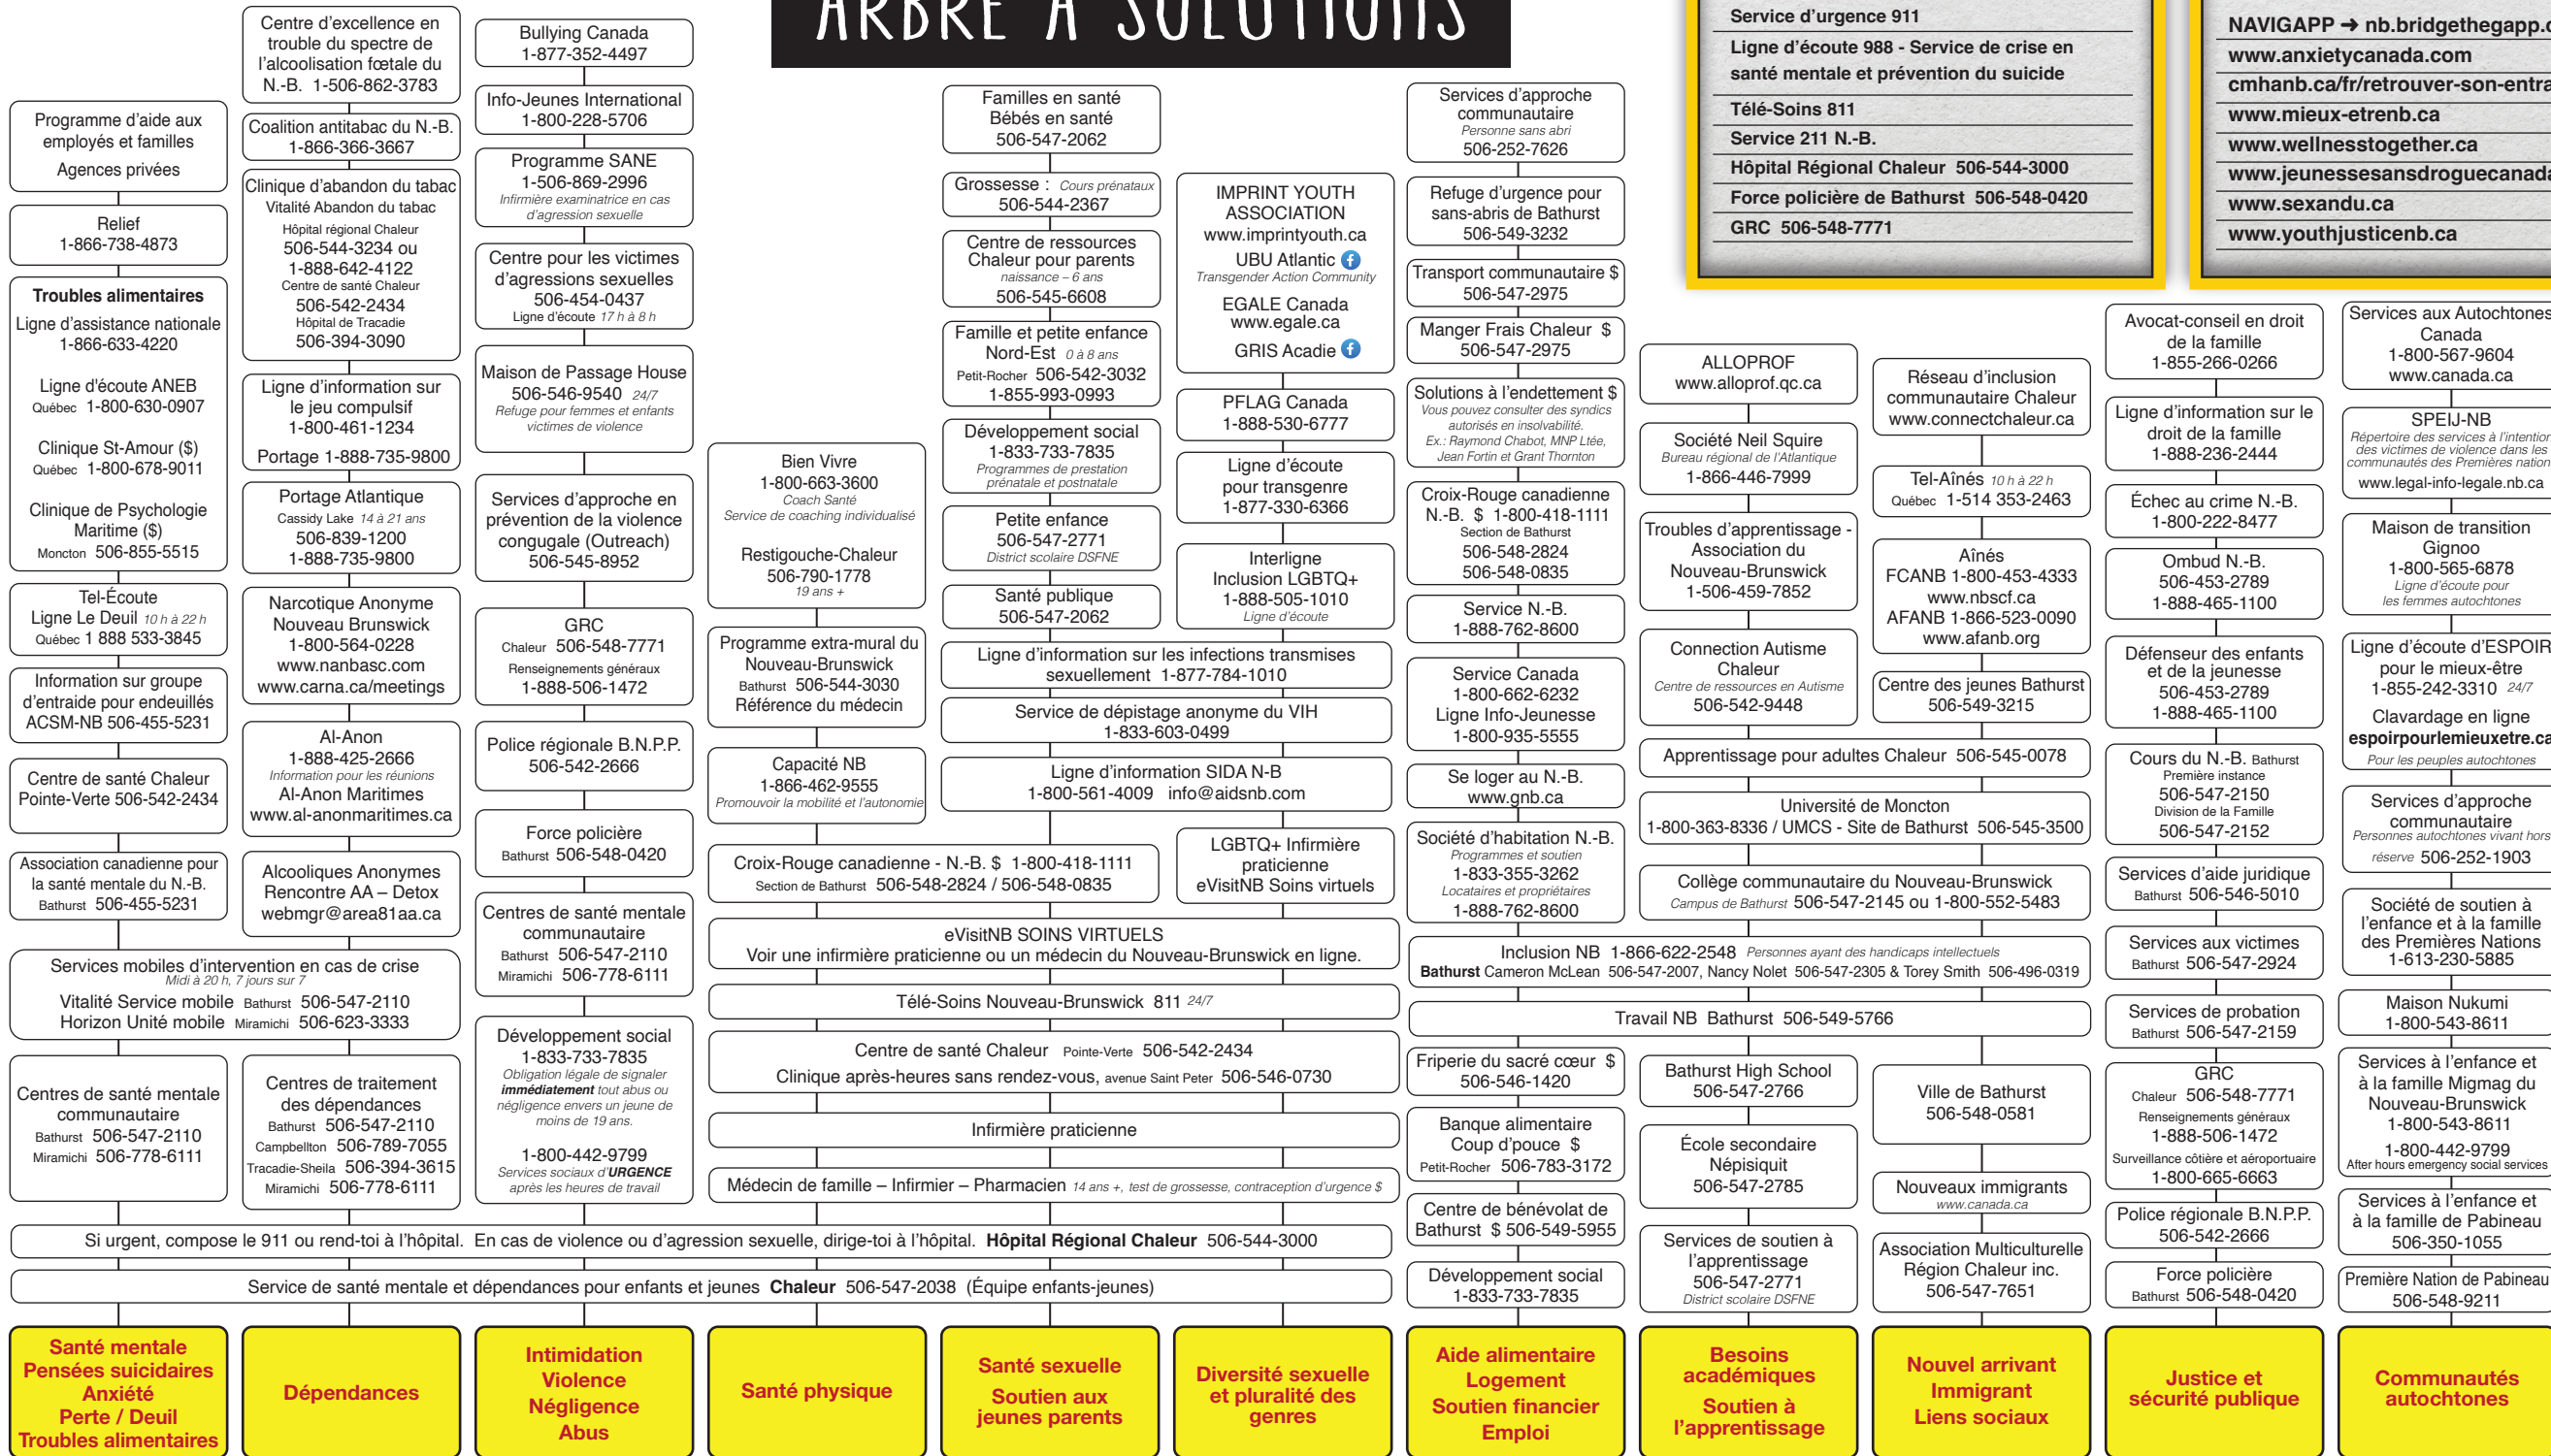 ARBRE À SOLUTIONS
Service d'urgence 911
Ligne d'écoute 988 - Service de crise en
santé mentale et prévention du suicide
Télé-Soins 811
Service 211 N.-B.
Hôpital Régional Chaleur 506-544-3000
Force policière de Bathurst 506-548-0420
GRC 506-548-7771
NAVIGAPP ➜ nb.bridgethegapp.c
www.anxietycanada.com
cmhanb.ca/fr/retrouver-son-entra
www.mieux-etrenb.ca
www.wellnesstogether.ca
www.jeunessesansdroguecanada
www.sexandu.ca
www.youthjusticenb.ca
Programme d'aide aux
employés et familles
Agences privées
Relief
1-866-738-4873
Troubles alimentaires
Ligne d'assistance nationale
1-866-633-4220
Ligne d'écoute ANEB
Québec 1-800-630-0907
Clinique St-Amour ($)
Québec 1-800-678-9011
Clinique de Psychologie
Maritime ($)
Moncton 506-855-5515
Tel-Écoute
Ligne Le Deuil 10 h à 22 h
Québec 1 888 533-3845
Information sur groupe
d'entraide pour endeuillés
ACSM-NB 506-455-5231
Centre de santé Chaleur
Pointe-Verte 506-542-2434
Association canadienne pour
la santé mentale du N.-B.
Bathurst 506-455-5231
Centre d'excellence en
trouble du spectre de
l'alcoolisation fœtale du
N.-B. 1-506-862-3783
Coalition antitabac du N.-B.
1-866-366-3667
Clinique d'abandon du tabac
Vitalité Abandon du tabac
Hôpital régional Chaleur
506-544-3234 ou
1-888-642-4122
Centre de santé Chaleur
506-542-2434
Hôpital de Tracadie
506-394-3090
Ligne d'information sur
le jeu compulsif
1-800-461-1234
Portage 1-888-735-9800
Portage Atlantique
Cassidy Lake 14 à 21 ans
506-839-1200
1-888-735-9800
Narcotique Anonyme
Nouveau Brunswick
1-800-564-0228
www.nanbasc.com
www.carna.ca/meetings
Al-Anon
1-888-425-2666
Information pour les réunions
Al-Anon Maritimes
www.al-anonmaritimes.ca
Alcooliques Anonymes
Rencontre AA – Detox
webmgr@area81aa.ca
Services mobiles d'intervention en cas de crise
Midi à 20 h, 7 jours sur 7
Vitalité Service mobile Bathurst 506-547-2110
Horizon Unité mobile Miramichi 506-623-3333
Centres de santé mentale
communautaire
Bathurst 506-547-2110
Miramichi 506-778-6111
Centres de traitement
des dépendances
Bathurst 506-547-2110
Campbellton 506-789-7055
Tracadie-Sheila 506-394-3615
Miramichi 506-778-6111
Bullying Canada
1-877-352-4497
Info-Jeunes International
1-800-228-5706
Programme SANE
1-506-869-2996
Infirmière examinatrice en cas
d'agression sexuelle
Centre pour les victimes
d'agressions sexuelles
506-454-0437
Ligne d'écoute 17 h à 8 h
Maison de Passage House
506-546-9540 24/7
Refuge pour femmes et enfants
victimes de violence
Services d'approche en
prévention de la violence
congugale (Outreach)
506-545-8952
GRC
Chaleur 506-548-7771
Renseignements généraux
1-888-506-1472
Police régionale B.N.P.P.
506-542-2666
Force policière
Bathurst 506-548-0420
Centres de santé mentale
communautaire
Bathurst 506-547-2110
Miramichi 506-778-6111
Développement social
1-833-733-7835
Obligation légale de signaler
immédiatement tout abus ou
négligence envers un jeune de
moins de 19 ans.
1-800-442-9799
Services sociaux d'URGENCE
après les heures de travail
Bien Vivre
1-800-663-3600
Coach Santé
Service de coaching individualisé
Restigouche-Chaleur
506-790-1778
19 ans +
Programme extra-mural du
Nouveau-Brunswick
Bathurst 506-544-3030
Référence du médecin
Capacité NB
1-866-462-9555
Promouvoir la mobilité et l'autonomie
Familles en santé
Bébés en santé
506-547-2062
Grossesse : Cours prénataux
506-544-2367
Centre de ressources
Chaleur pour parents
naissance – 6 ans
506-545-6608
Famille et petite enfance
Nord-Est 0 à 8 ans
Petit-Rocher 506-542-3032
1-855-993-0993
Développement social
1-833-733-7835
Programmes de prestation
prénatale et postnatale
Petite enfance
506-547-2771
District scolaire DSFNE
Santé publique
506-547-2062
IMPRINT YOUTH
ASSOCIATION
www.imprintyouth.ca
UBU Atlantic
Transgender Action Community
EGALE Canada
www.egale.ca
GRIS Acadie
PFLAG Canada
1-888-530-6777
Ligne d'écoute
pour transgenre
1-877-330-6366
Interligne
Inclusion LGBTQ+
1-888-505-1010
Ligne d'écoute
Ligne d'information sur les infections transmises
sexuellement 1-877-784-1010
Service de dépistage anonyme du VIH
1-833-603-0499
Ligne d'information SIDA N-B
1-800-561-4009 info@aidsnb.com
Croix-Rouge canadienne - N.-B. $ 1-800-418-1111
Section de Bathurst 506-548-2824 / 506-548-0835
LGBTQ+ Infirmière
praticienne
eVisitNB Soins virtuels
eVisitNB SOINS VIRTUELS
Voir une infirmière praticienne ou un médecin du Nouveau-Brunswick en ligne.
Télé-Soins Nouveau-Brunswick 811 24/7
Centre de santé Chaleur Pointe-Verte 506-542-2434
Clinique après-heures sans rendez-vous, avenue Saint Peter 506-546-0730
Infirmière praticienne
Médecin de famille – Infirmier – Pharmacien 14 ans +, test de grossesse, contraception d'urgence $
Si urgent, compose le 911 ou rend-toi à l'hôpital. En cas de violence ou d'agression sexuelle, dirige-toi à l'hôpital. Hôpital Régional Chaleur 506-544-3000
Service de santé mentale et dépendances pour enfants et jeunes Chaleur 506-547-2038 (Équipe enfants-jeunes)
Services d'approche
communautaire
Personne sans abri
506-252-7626
Refuge d'urgence pour
sans-abris de Bathurst
506-549-3232
Transport communautaire $
506-547-2975
Manger Frais Chaleur $
506-547-2975
Solutions à l'endettement $
Vous pouvez consulter des syndics
autorisés en insolvabilité.
Ex.: Raymond Chabot, MNP Ltée,
Jean Fortin et Grant Thornton
Croix-Rouge canadienne
N.-B. $ 1-800-418-1111
Section de Bathurst
506-548-2824
506-548-0835
Service N.-B.
1-888-762-8600
Service Canada
1-800-662-6232
Ligne Info-Jeunesse
1-800-935-5555
Se loger au N.-B.
www.gnb.ca
Société d'habitation N.-B.
Programmes et soutien
1-833-355-3262
Locataires et propriétaires
1-888-762-8600
ALLOPROF
www.alloprof.qc.ca
Société Neil Squire
Bureau régional de l'Atlantique
1-866-446-7999
Troubles d'apprentissage -
Association du
Nouveau-Brunswick
1-506-459-7852
Connection Autisme
Chaleur
Centre de ressources en Autisme
506-542-9448
Réseau d'inclusion
communautaire Chaleur
www.connectchaleur.ca
Tel-Aînés 10 h à 22 h
Québec 1-514 353-2463
Aînés
FCANB 1-800-453-4333
www.nbscf.ca
AFANB 1-866-523-0090
www.afanb.org
Centre des jeunes Bathurst
506-549-3215
Apprentissage pour adultes Chaleur 506-545-0078
Université de Moncton
1-800-363-8336 / UMCS - Site de Bathurst 506-545-3500
Collège communautaire du Nouveau-Brunswick
Campus de Bathurst 506-547-2145 ou 1-800-552-5483
Inclusion NB 1-866-622-2548 Personnes ayant des handicaps intellectuels
Bathurst Cameron McLean 506-547-2007, Nancy Nolet 506-547-2305 & Torey Smith 506-496-0319
Travail NB Bathurst 506-549-5766
Friperie du sacré cœur $
506-546-1420
Banque alimentaire
Coup d'pouce $
Petit-Rocher 506-783-3172
Centre de bénévolat de
Bathurst $ 506-549-5955
Développement social
1-833-733-7835
Bathurst High School
506-547-2766
École secondaire
Népisiquit
506-547-2785
Services de soutien à
l'apprentissage
506-547-2771
District scolaire DSFNE
Ville de Bathurst
506-548-0581
Nouveaux immigrants
www.canada.ca
Association Multiculturelle
Région Chaleur inc.
506-547-7651
Avocat-conseil en droit
de la famille
1-855-266-0266
Ligne d'information sur le
droit de la famille
1-888-236-2444
Échec au crime N.-B.
1-800-222-8477
Ombud N.-B.
506-453-2789
1-888-465-1100
Défenseur des enfants
et de la jeunesse
506-453-2789
1-888-465-1100
Cours du N.-B. Bathurst
Première instance
506-547-2150
Division de la Famille
506-547-2152
Services d'aide juridique
Bathurst 506-546-5010
Services aux victimes
Bathurst 506-547-2924
Services de probation
Bathurst 506-547-2159
GRC
Chaleur 506-548-7771
Renseignements généraux
1-888-506-1472
Surveillance côtière et aéroportuaire
1-800-665-6663
Police régionale B.N.P.P.
506-542-2666
Force policière
Bathurst 506-548-0420
Services aux Autochtones
Canada
1-800-567-9604
www.canada.ca
SPEIJ-NB
Répertoire des services à l'intention
des victimes de violence dans les
communautés des Premières nation
www.legal-info-legale.nb.ca
Maison de transition
Gignoo
1-800-565-6878
Ligne d'écoute pour
les femmes autochtones
Ligne d'écoute d'ESPOIR
pour le mieux-être
1-855-242-3310 24/7
Clavardage en ligne
espoirpourlemieuxetre.ca
Pour les peuples autochtones
Services d'approche
communautaire
Personnes autochtones vivant hors
réserve 506-252-1903
Société de soutien à
l'enfance et à la famille
des Premières Nations
1-613-230-5885
Maison Nukumi
1-800-543-8611
Services à l'enfance et
à la famille Migmag du
Nouveau-Brunswick
1-800-543-8611
1-800-442-9799
After hours emergency social services
Services à l'enfance et
à la famille de Pabineau
506-350-1055
Première Nation de Pabineau
506-548-9211
Santé mentale
Pensées suicidaires
Anxiété
Perte / Deuil
Troubles alimentaires
Dépendances
Intimidation
Violence
Négligence
Abus
Santé physique
Santé sexuelle
Soutien aux
jeunes parents
Diversité sexuelle
et pluralité des
genres
Aide alimentaire
Logement
Soutien financier
Emploi
Besoins
académiques
Soutien à
l'apprentissage
Nouvel arrivant
Immigrant
Liens sociaux
Justice et
sécurité publique
Communautés
autochtones